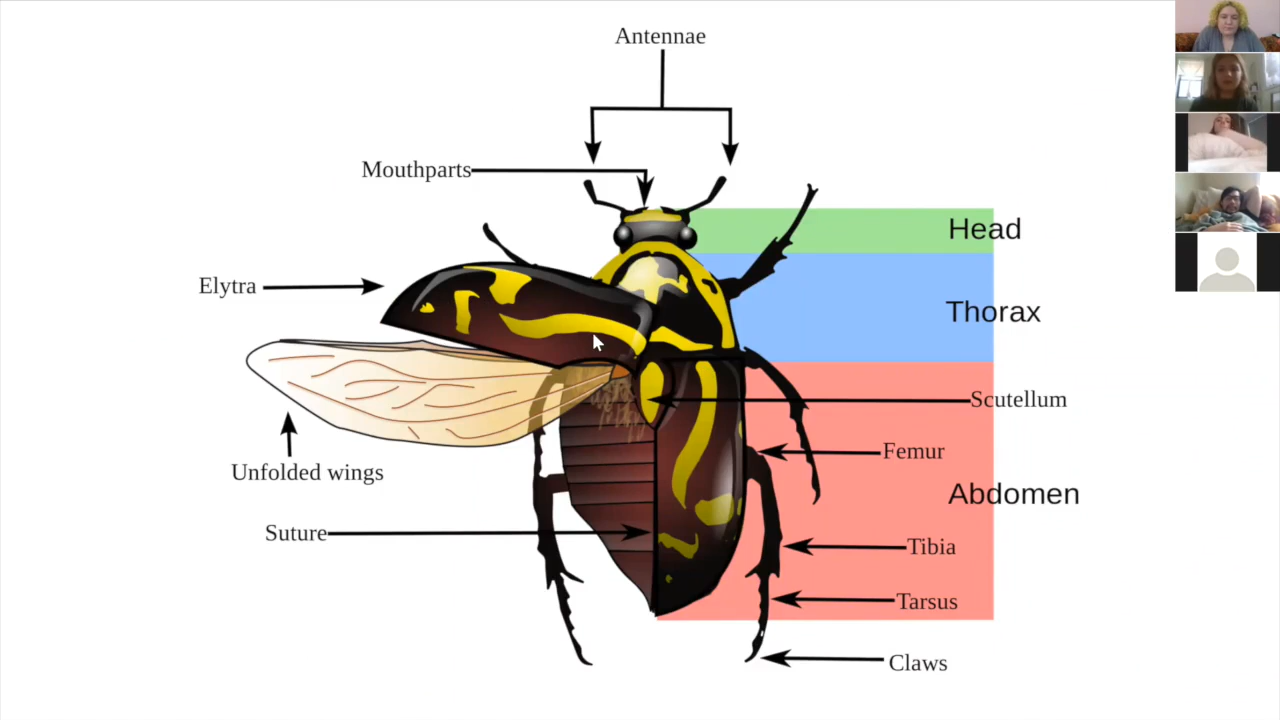 Antennae
Mouthparts
Head
Elytra
Thorax
Scutellum
Femur
Unfolded wings
Abdomen
Suture
Tibia
Tarsus
Claws